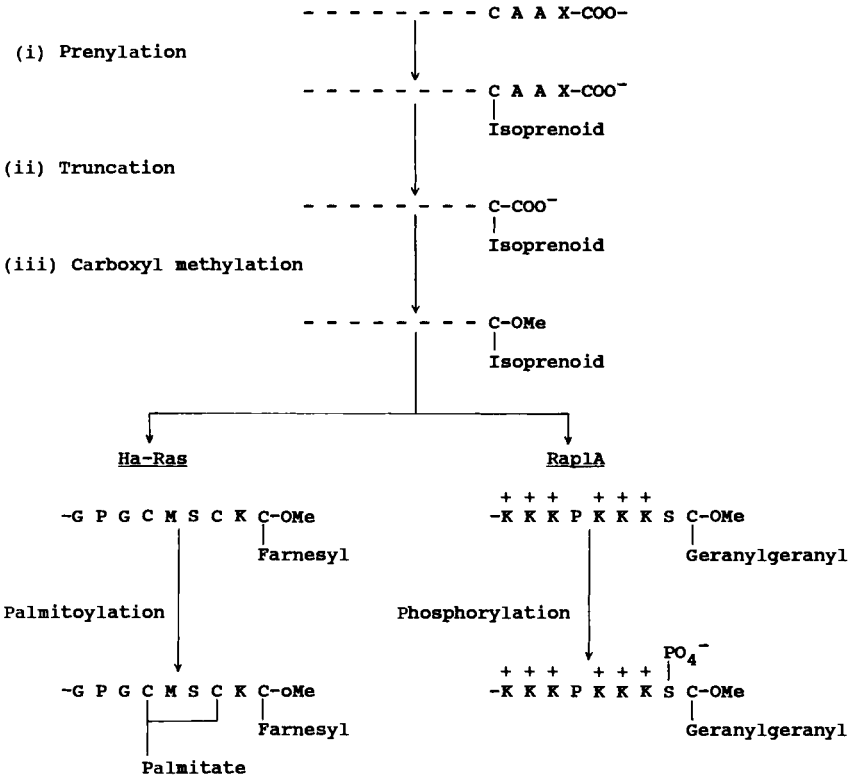 - - - - - - - - C A A X-COO-
(i) Prenylation
- - - - - - - - C A A X-COO⁻
Isoprenoid
(ii) Truncation
- - - - - - - - C-COO⁻
Isoprenoid
(iii) Carboxyl methylation
- - - - - - - - C-OMe
Isoprenoid
Ha-Ras
Rap1A
+ + + + + +
~G P G C M S C K C-OMe
-K K K P K K K S C-OMe
Farnesyl
Geranylgeranyl
Palmitoylation
Phosphorylation
PO₄⁻
+ + + + + +
~G P G C M S C K C-oMe
-K K K P K K K S C-OMe
Farnesyl
Geranylgeranyl
Palmitate